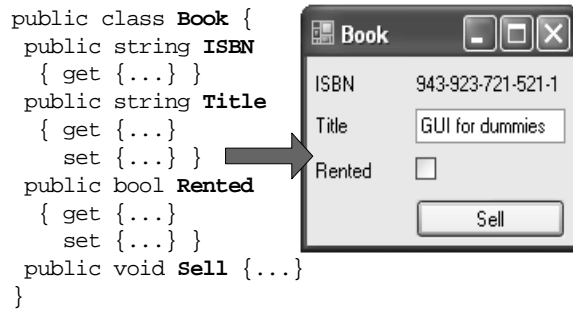 public class Book {
public string ISBN
{ get {...} }
public string Title
{ get {...}
set {...} }
public bool Rented
{ get {...}
set {...} }
public void Sell {...}
}
Book
ISBN 943-923-721-521-1
Title GUI for dummies
Rented
Sell